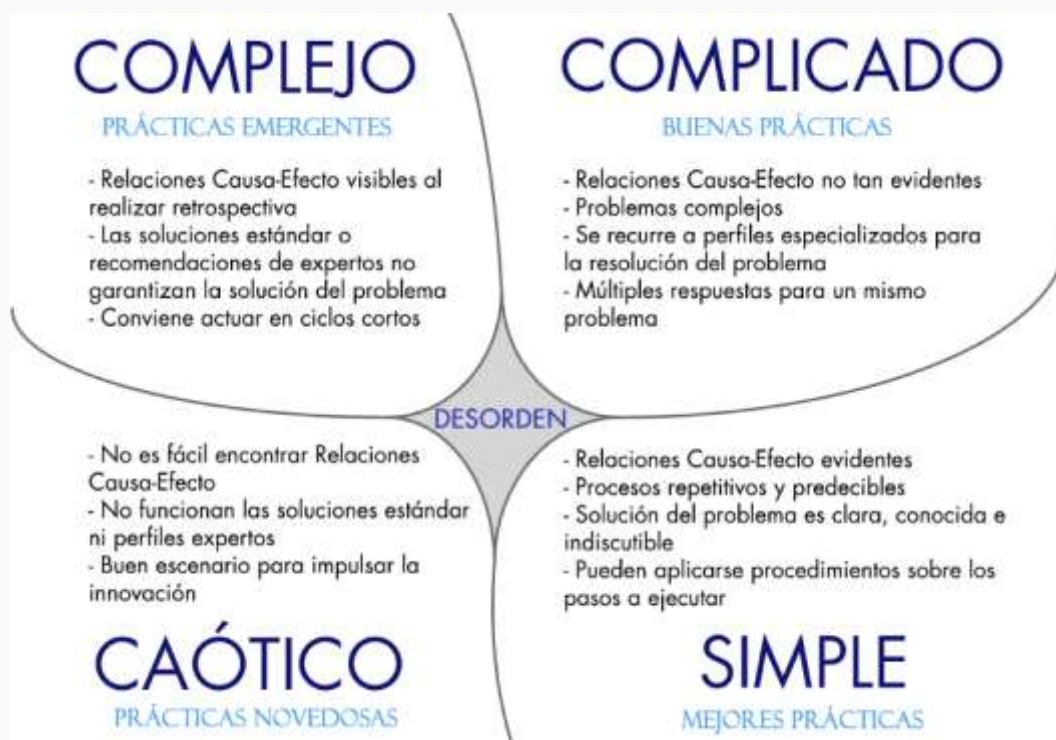 COMPLEJO
PRÁCTICAS EMERGENTES
- Relaciones Causa-Efecto visibles al
realizar retrospectiva
- Las soluciones estándar o
recomendaciones de expertos no
garantizan la solución del problema
- Conviene actuar en ciclos cortos
COMPLICADO
BUENAS PRÁCTICAS
- Relaciones Causa-Efecto no tan evidentes
- Problemas complejos
- Se recurre a perfiles especializados para
la resolución del problema
- Múltiples respuestas para un mismo
problema
DESORDEN
- No es fácil encontrar Relaciones
Causa-Efecto
- No funcionan las soluciones estándar
ni perfiles expertos
- Buen escenario para impulsar la
innovación
CAÓTICO
PRÁCTICAS NOVEDOSAS
- Relaciones Causa-Efecto evidentes
- Procesos repetitivos y predecibles
- Solución del problema es clara, conocida e
indiscutible
- Pueden aplicarse procedimientos sobre los
pasos a ejecutar
SIMPLE
MEJORES PRÁCTICAS